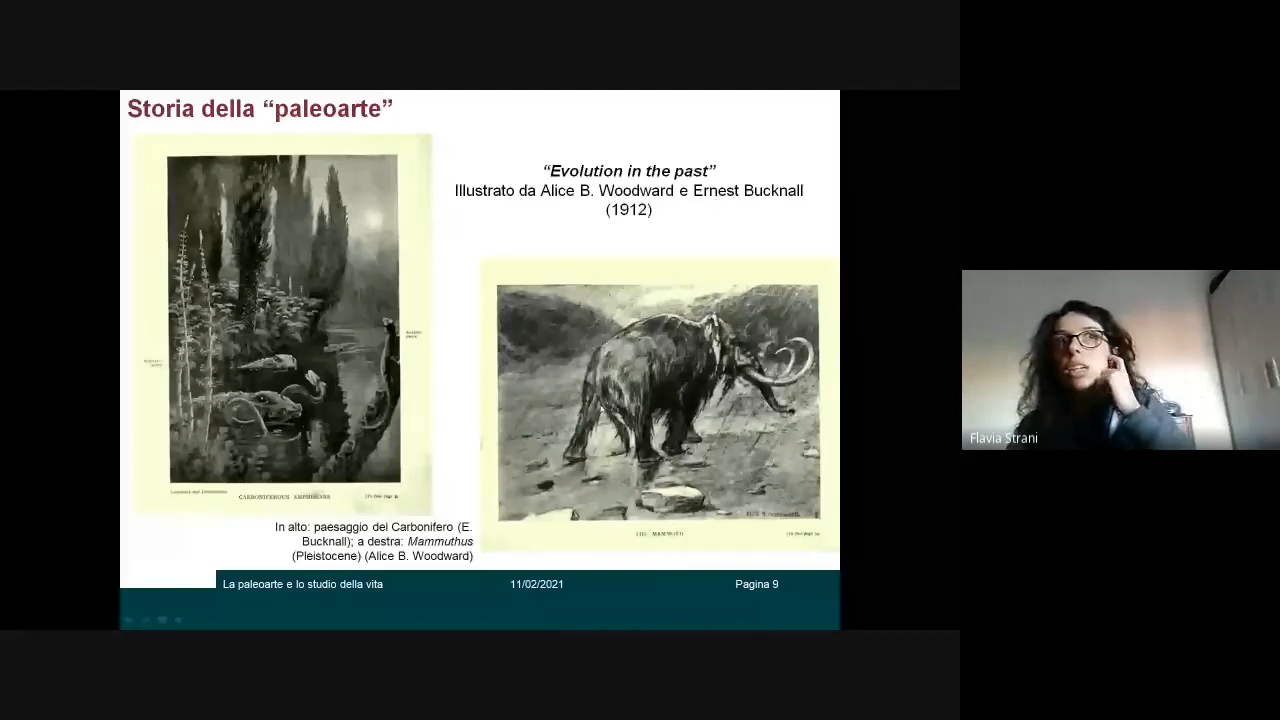 Storia della “paleoarte”
“Evolution in the past”
Illustrato da Alice B. Woodward e Ernest Bucknall
(1912)
CARBONIFEROUS AMPHIBIANS
MAMMOTH
In alto: paesaggio del Carbonifero (E.
Bucknall); a destra: Mammuthus
(Pleistocene) (Alice B. Woodward)
La paleoarte e lo studio della vita
11/02/2021
Pagina 9
Flavia Strani